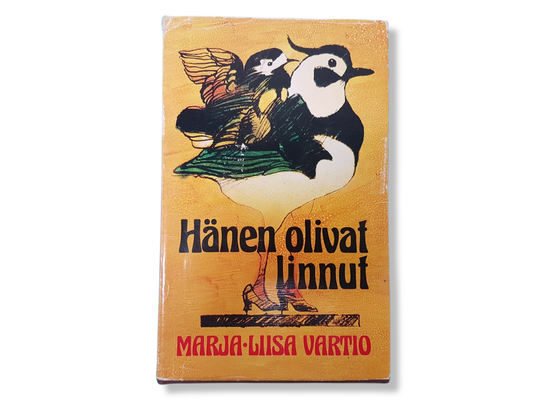 Hänen olivat
linnut
MARJA-LIISA VARTIO